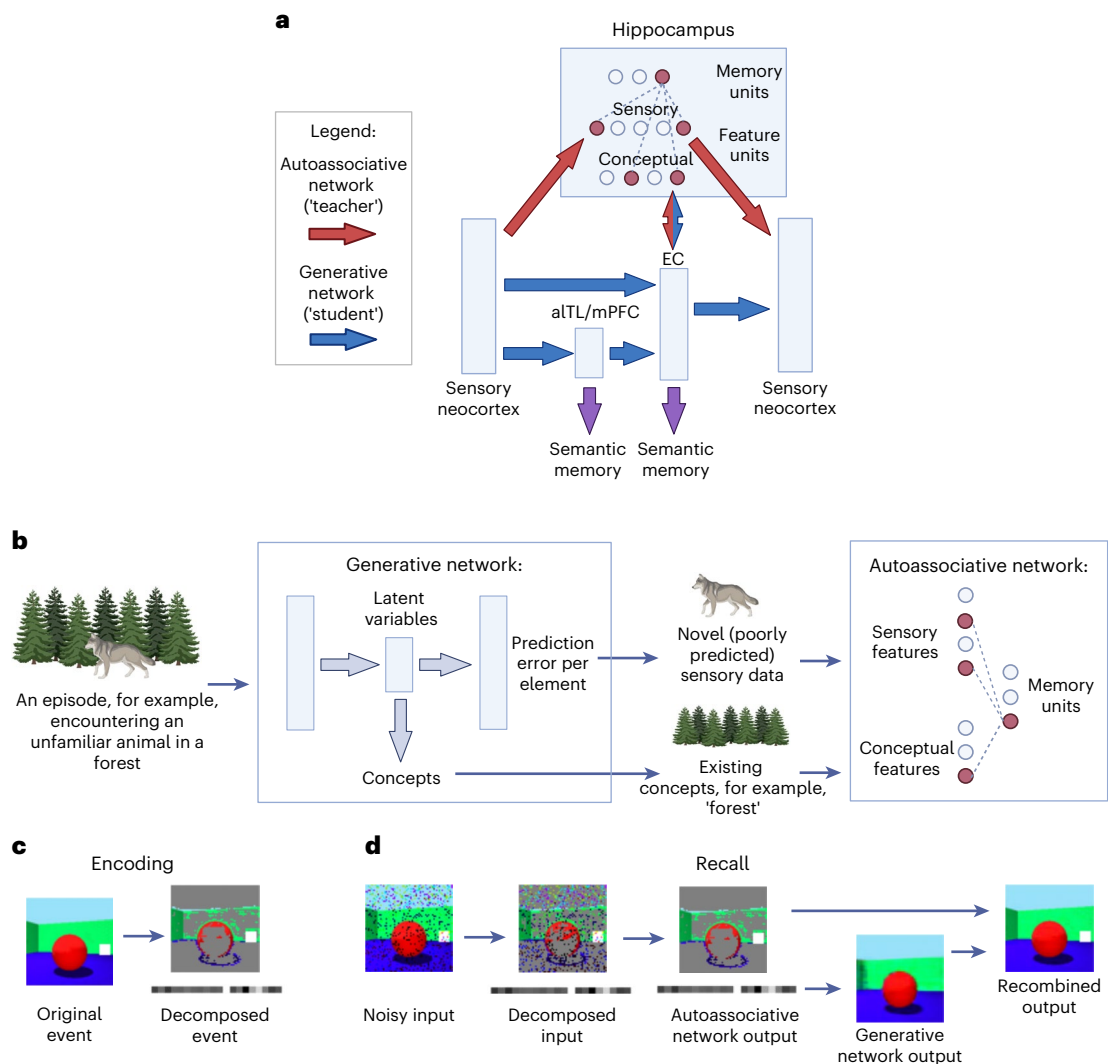 a
Hippocampus
Memory
units
Sensory
Feature
units
Conceptual
Legend:
Autoassociative
network
('teacher')
Generative
network
('student')
EC
alTL/mPFC
Sensory
neocortex
Sensory
neocortex
Semantic
memory
Semantic
memory
b
An episode, for example,
encountering an
unfamiliar animal in a
forest
Generative network:
Latent
variables
Prediction
error per
element
Concepts
Novel (poorly
predicted)
sensory data
Existing
concepts, for example,
'forest'
Autoassociative network:
Sensory
features
Memory
units
Conceptual
features
c
Encoding
Original
event
Decomposed
event
d
Recall
Noisy input
Decomposed
input
Autoassociative
network output
Generative
network output
Recombined
output